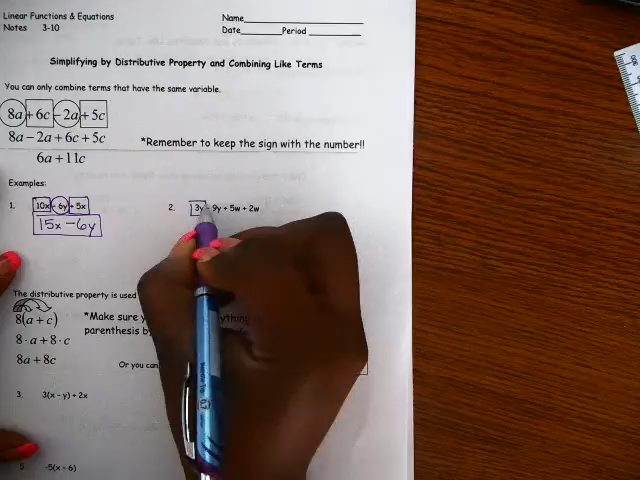 Linear Functions & Equations
Name
Notes 3-10
Date Period
Simplifying by Distributive Property and Combining Like Terms
You can only combine terms that have the same variable.
8a + 6c - 2a + 5c
8a - 2a + 6c + 5c
*Remember to keep the sign with the number!!
6a + 11c
Examples:
1. 10x - 6y + 5x
2. 3y - 9y + 5w + 2w
15x - 6y
The distributive property is used
8(a + c)
*Make sure
8 · a + 8 · c
parenthesis
8a + 8c
Or you can
3. 3(x - y) + 2x
5. -5(x - 6)